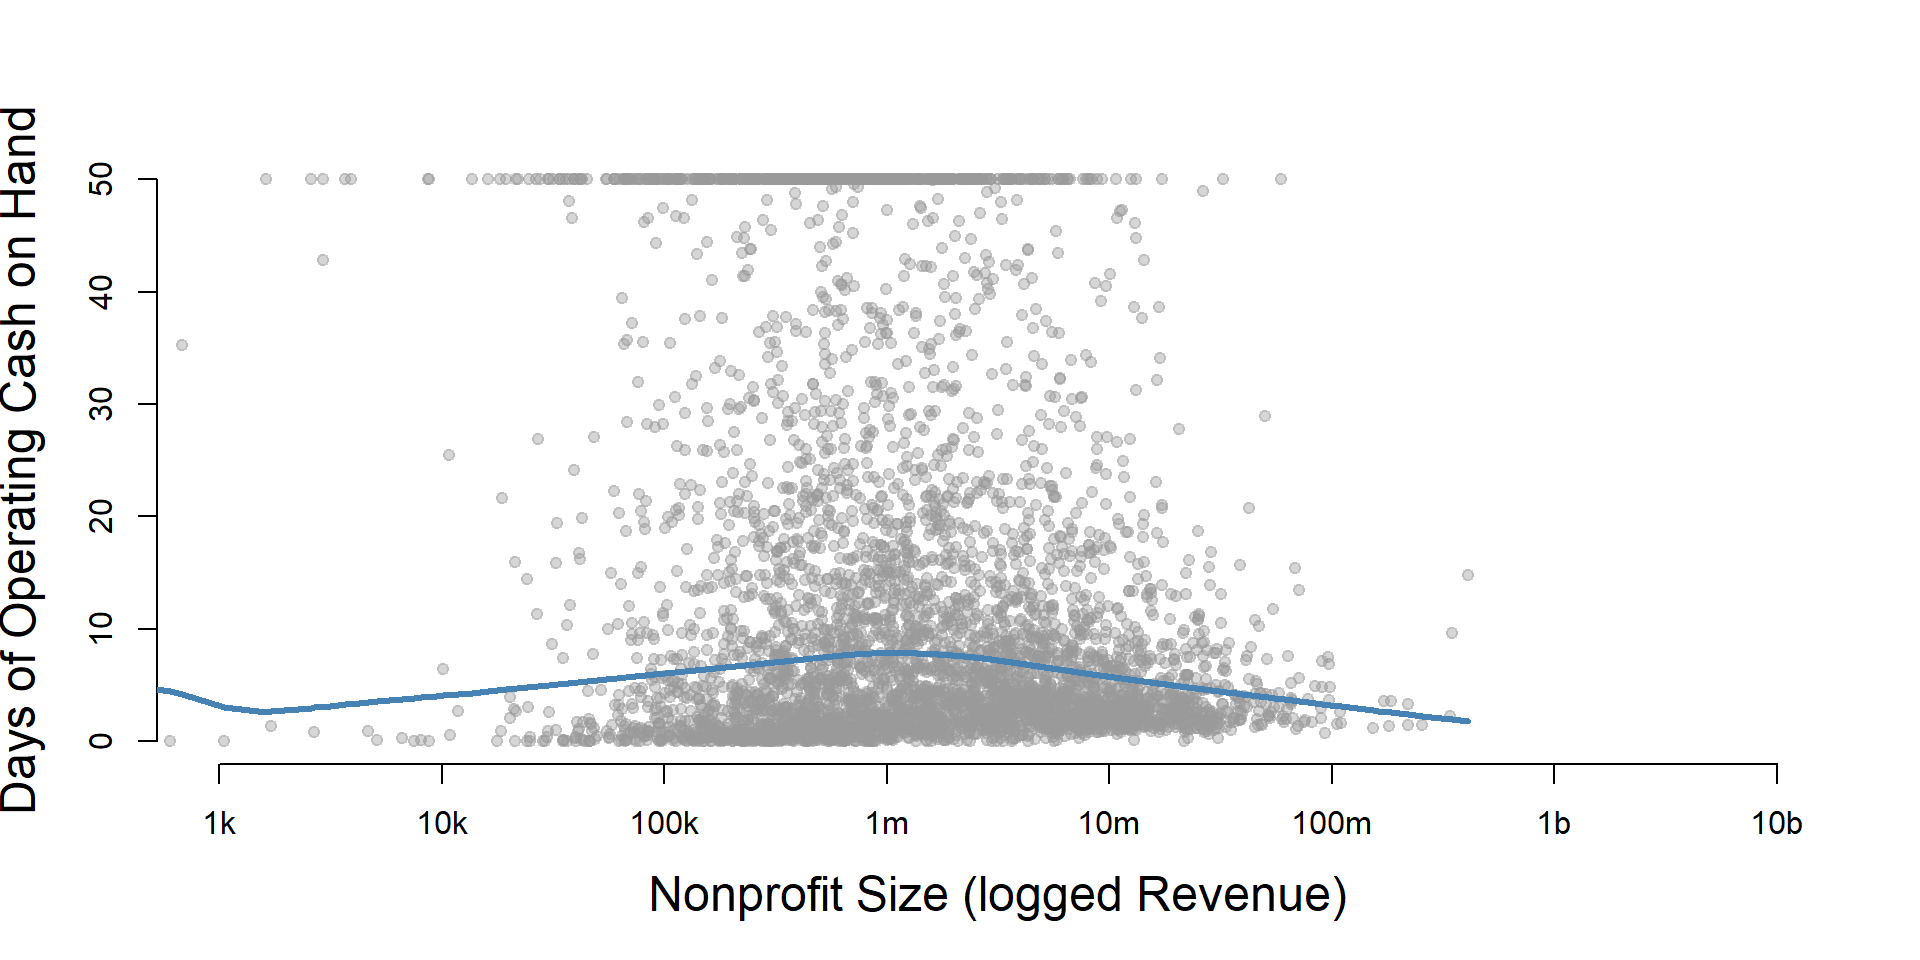 Days of Operating Cash on Hand
50
40
30
20
10
0
1k 10k 100k 1m 10m 100m 1b 10b
Nonprofit Size (logged Revenue)